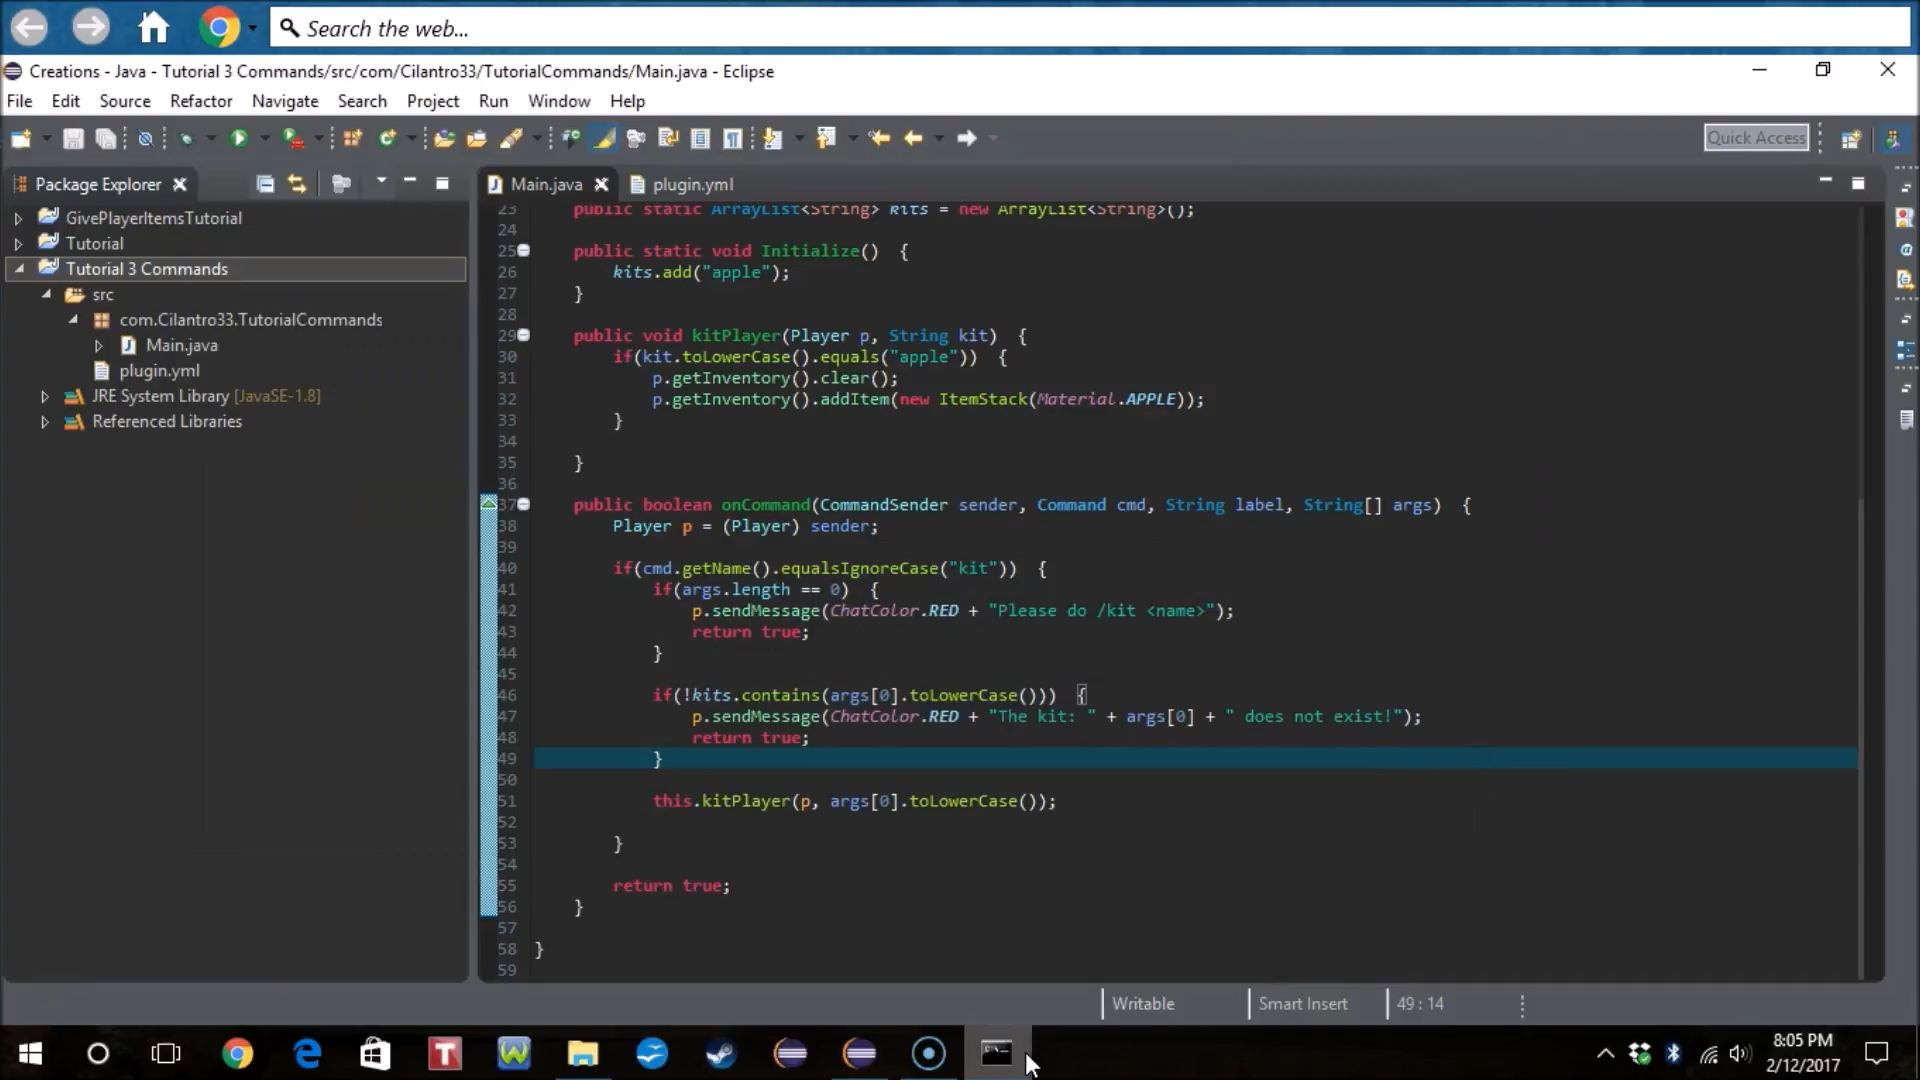 Search the web...
Creations - Java - Tutorial 3 Commands/src/com/Cilantro33/TutorialCommands/Main.java - Eclipse
File Edit Source Refactor Navigate Search Project Run Window Help
Quick Access
Package Explorer
Main.java
plugin.yml
GivePlayerItemsTutorial
Tutorial
Tutorial 3 Commands
src
com.Cilantro33.TutorialCommands
Main.java
plugin.yml
JRE System Library [JavaSE-1.8]
Referenced Libraries
23 public static ArrayList<String> kits = new ArrayList<String>();
24
25 public static void Initialize() {
26 kits.add("apple");
27 }
28
29 public void kitPlayer(Player p, String kit) {
30 if(kit.toLowerCase().equals("apple")) {
31 p.getInventory().clear();
32 p.getInventory().addItem(new ItemStack(Material.APPLE));
33 }
34
35 }
36
37 public boolean onCommand(CommandSender sender, Command cmd, String label, String[] args) {
38 Player p = (Player) sender;
39
40 if(cmd.getName().equalsIgnoreCase("kit")) {
41 if(args.length == 0) {
42 p.sendMessage(ChatColor.RED + "Please do /kit <name>");
43 return true;
44 }
45
46 if(!kits.contains(args[0].toLowerCase())) {
47 p.sendMessage(ChatColor.RED + "The kit: " + args[0] + " does not exist!");
48 return true;
49 }
50
51 this.kitPlayer(p, args[0].toLowerCase());
52
53 }
54
55 return true;
56 }
57
58 }
59
Writable
Smart Insert
49 : 14
8:05 PM
2/12/2017